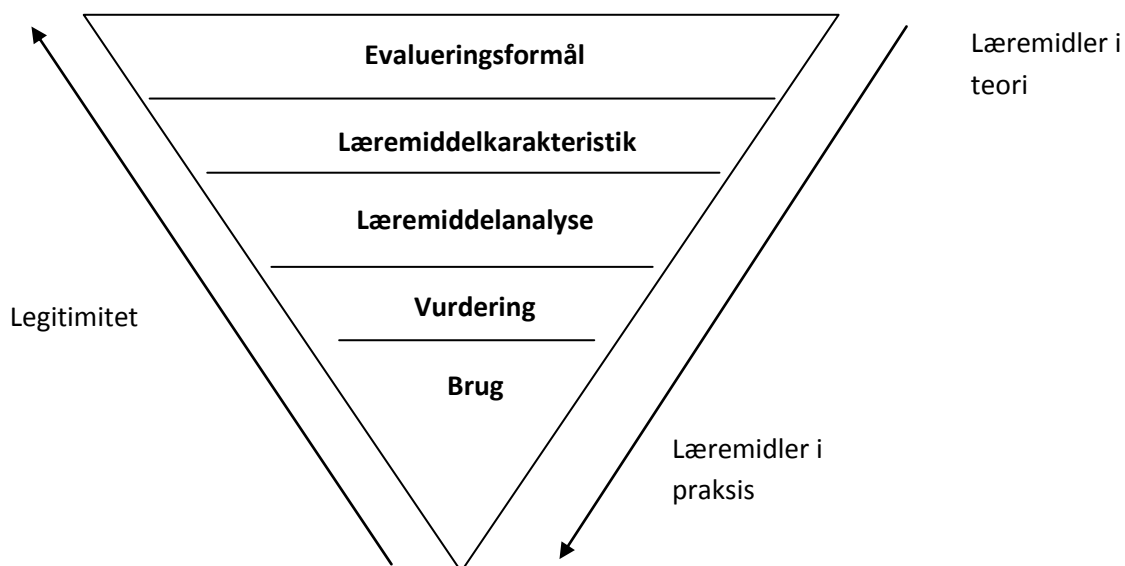 Evalueringsformål
Læremidler i
teori
Læremiddelkarakteristik
Læremiddelanalyse
Legitimitet
Vurdering
Brug
Læremidler i
praksis